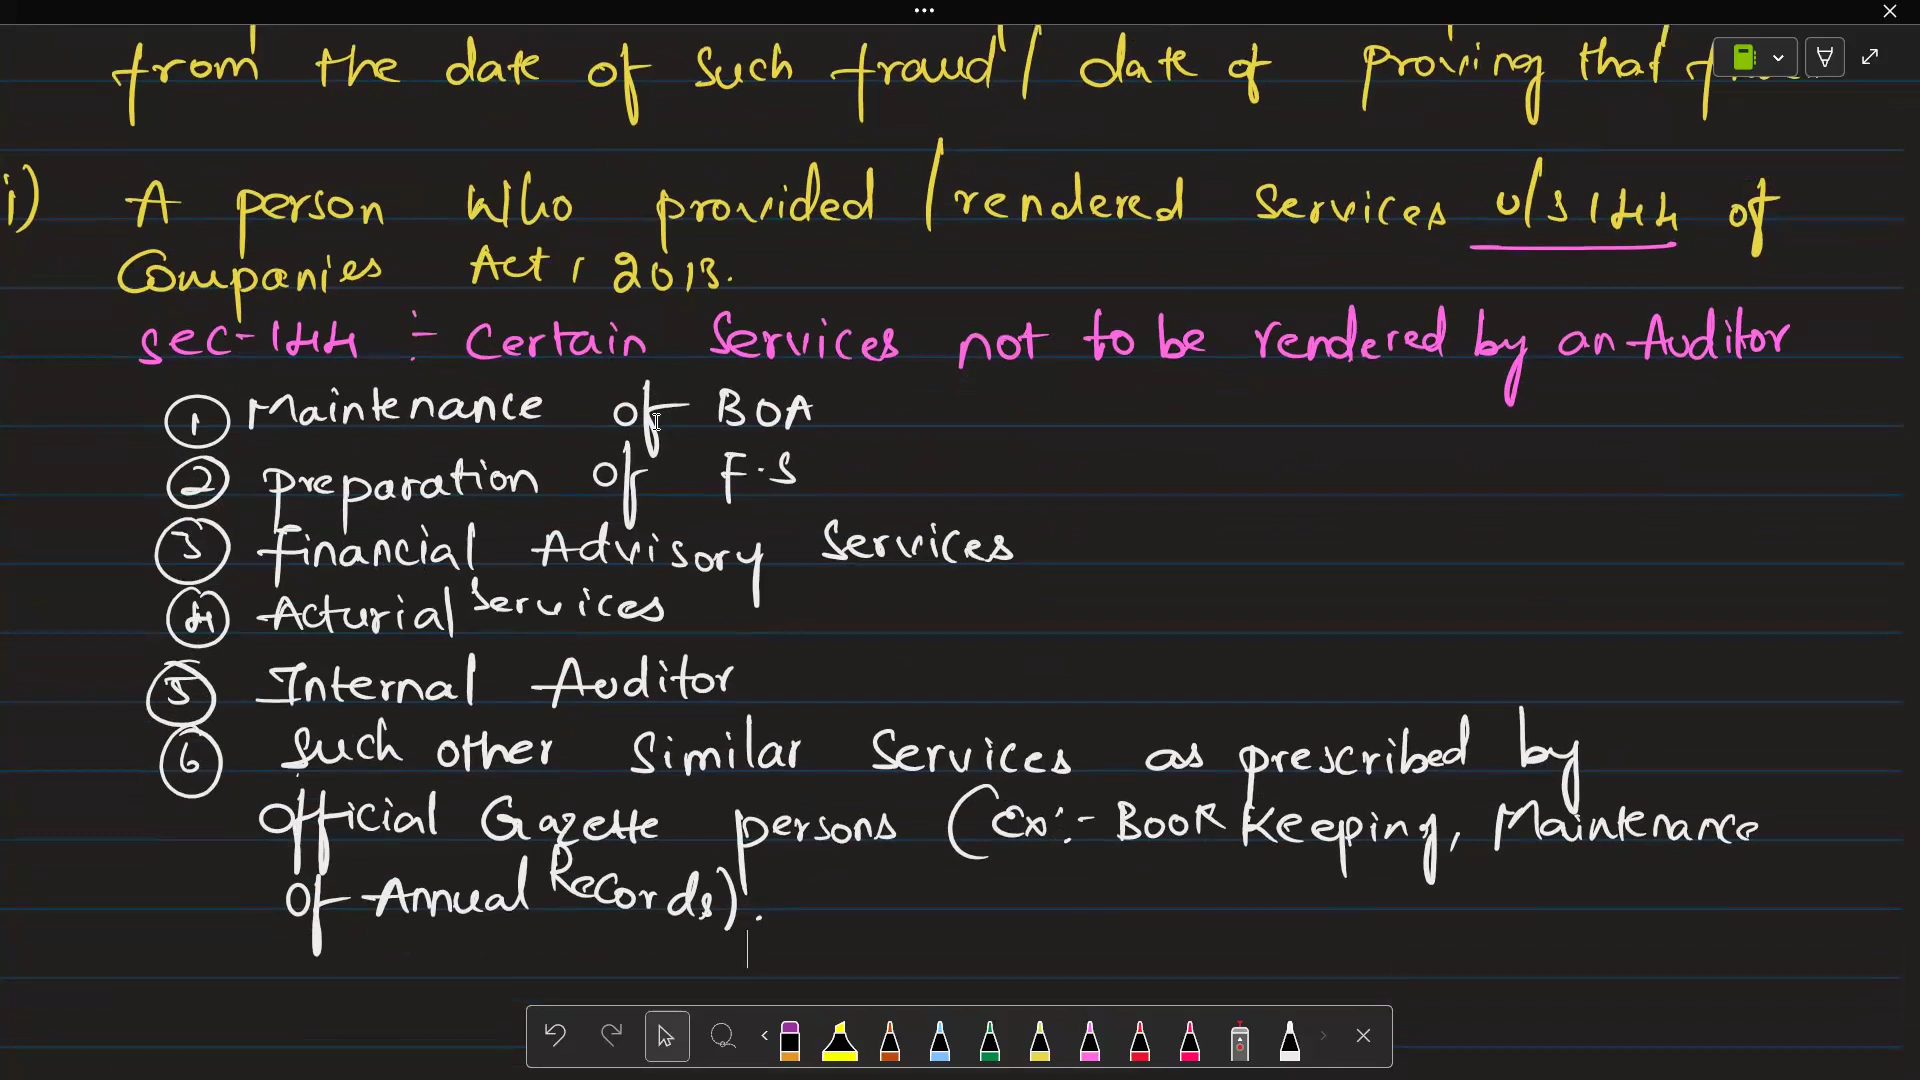 from the date of such fraud / date of proving that
i) A person who provided / rendered services u/s 144 of
Companies Act, 2013.
sec-144 :- Certain Services not to be rendered by an Auditor
① Maintenance of BOA
② preparation of F.S
③ financial Advisory Services
④ Acturial Services
⑤ Internal Auditor
⑥ such other similar services as prescribed by
Official Gazette persons (Ex:- Book keeping, Maintenance
of Annual Records).